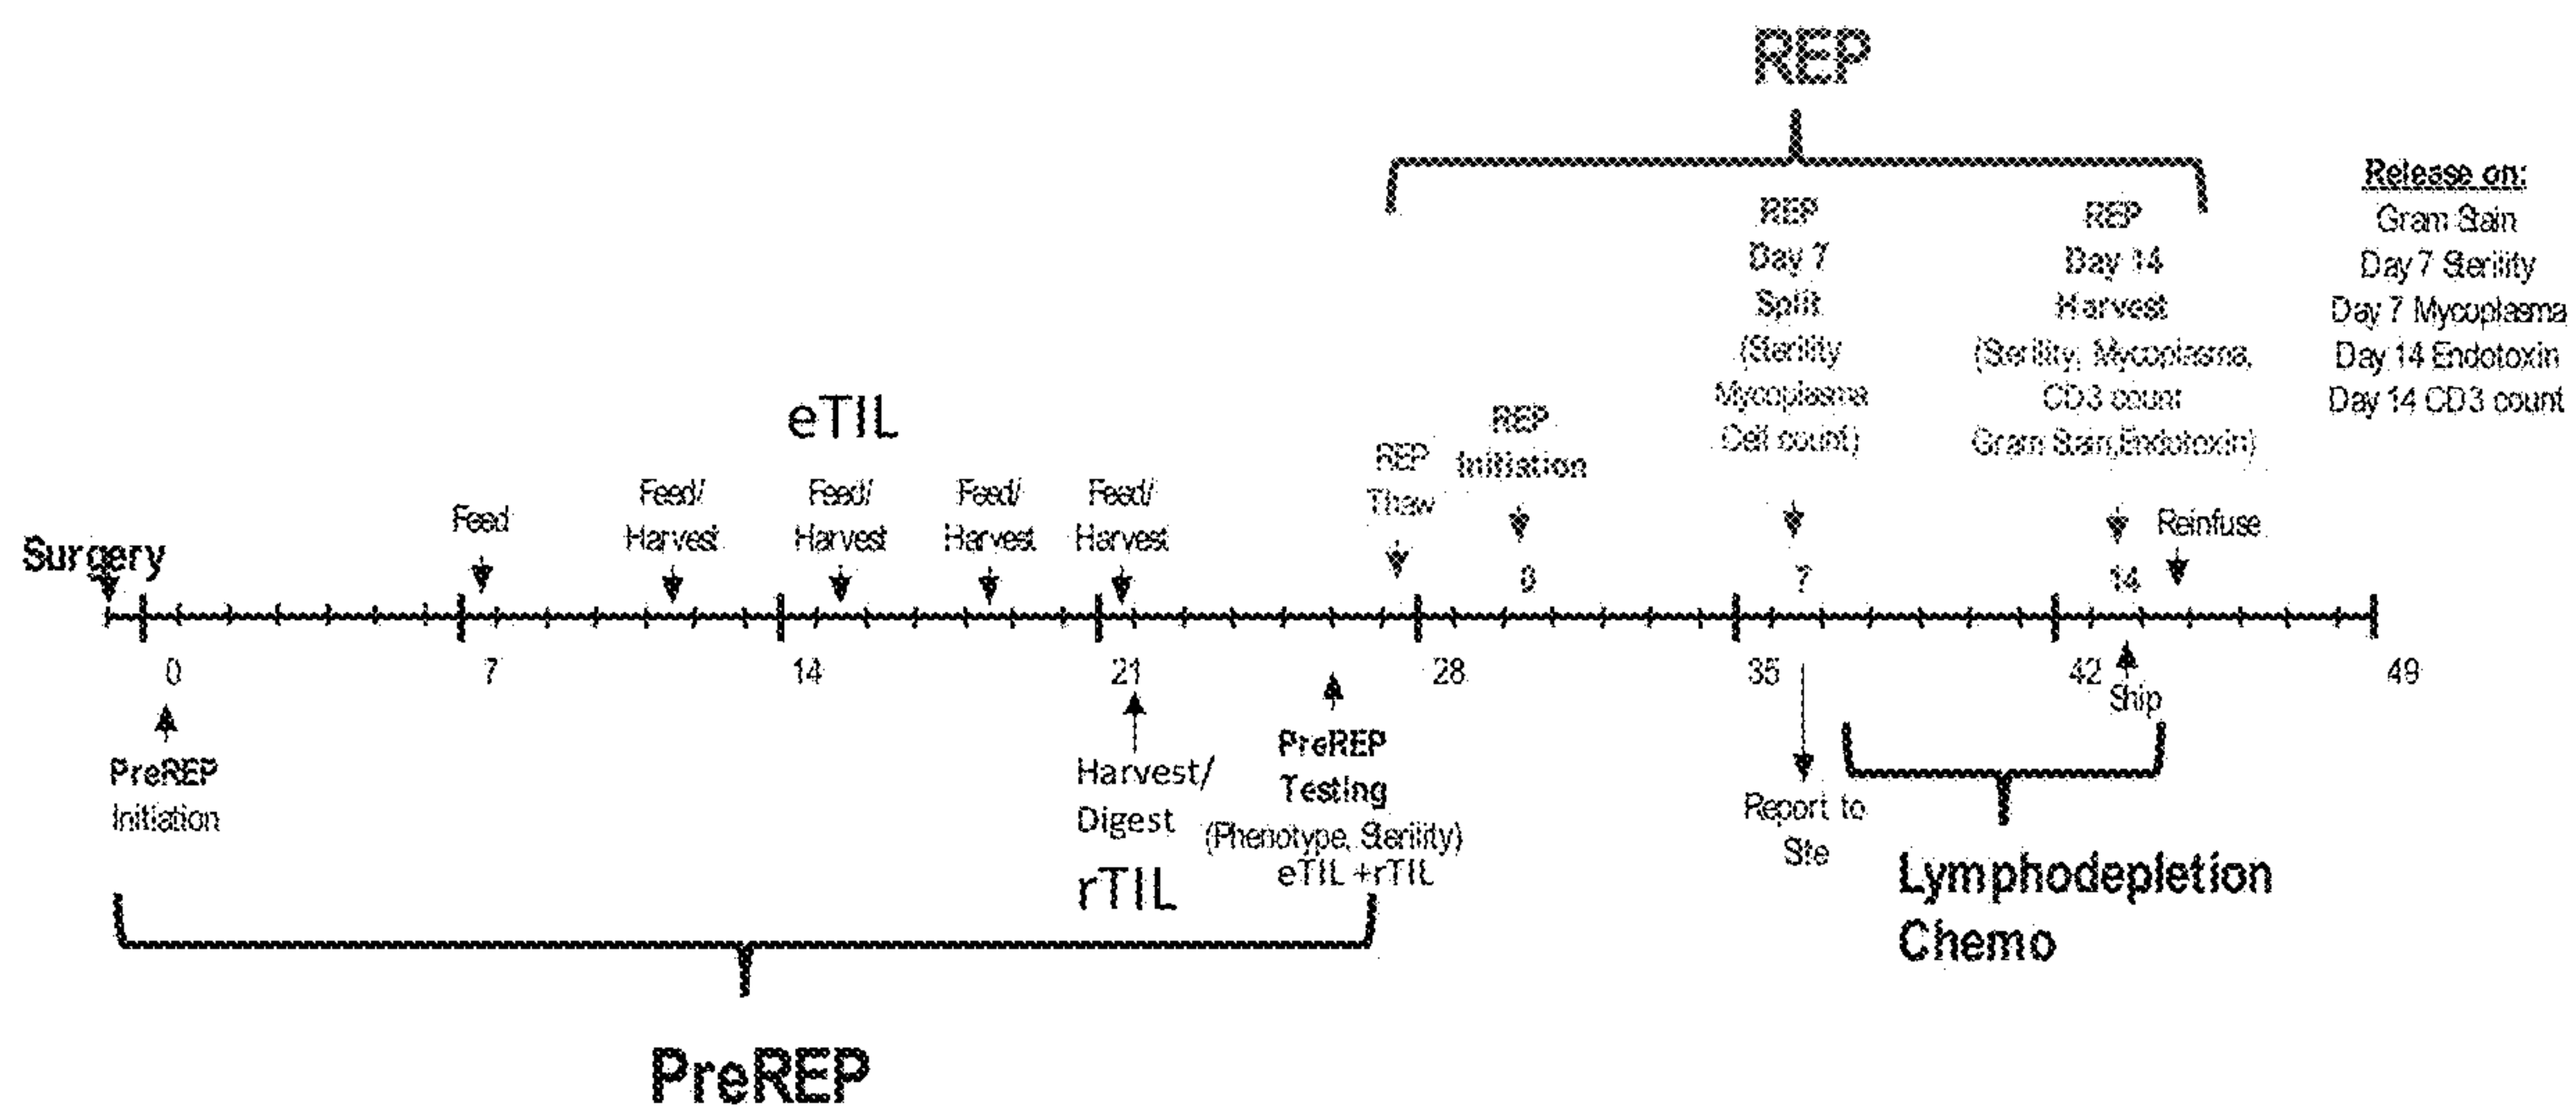 REP
Release on:
Gram Stain
Day 7 Sterility
Day 7 Mycoplasma
Day 14 Endotoxin
Day 14 CD3 count
REP
Day 7
Split
(Sterility
Mycoplasma
Cell count)
REP
Day 14
Harvest
(Sterility, Mycoplasma,
CD3 count
Gram Stain,Endotoxin)
eTIL
REP
Initiation
REP
Thaw
Surgery
Feed
Feed/
Harvest
Feed/
Harvest
Feed/
Harvest
Feed/
Harvest
Reinfuse
0
7
14
0
7
14
21
28
35
42
49
Ship
PreREP
Initiation
Harvest/
Digest
rTIL
PreREP
Testing
(Phenotype, Sterility)
eTIL +rTIL
Report to
Site
Lymphodepletion
Chemo
PreREP